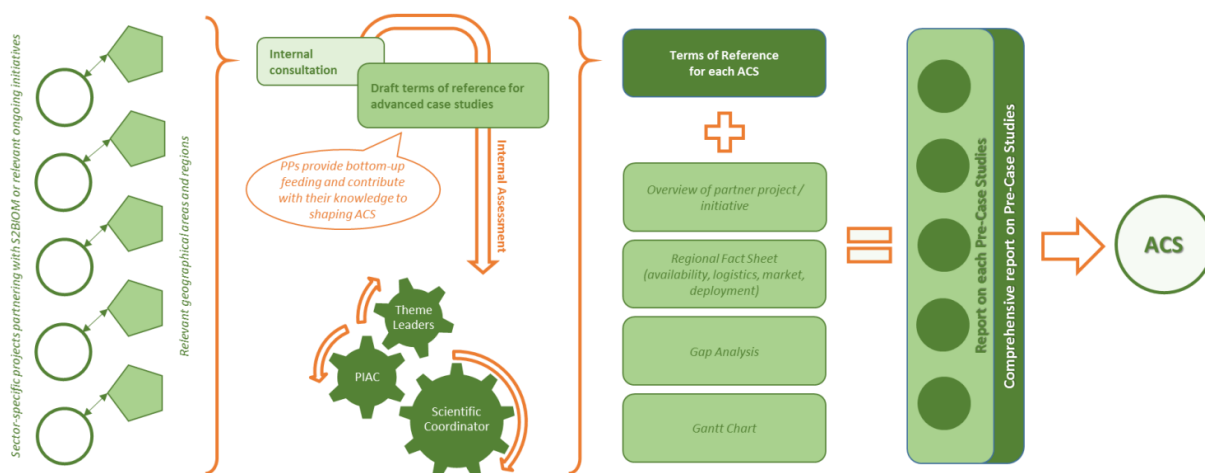 Sector-specific projects partnering with S2BIOM or relevant ongoing initiatives
Relevant geographical areas and regions
Internal
consultation
Draft terms of reference for
advanced case studies
PPs provide bottom-up
feeding and contribute
with their knowledge to
shaping ACS
Internal Assessment
Theme
Leaders
PIAC
Scientific
Coordinator
Terms of Reference
for each ACS
Overview of partner project /
initiative
Regional Fact Sheet
(availability, logistics, market,
deployment)
Gap Analysis
Gantt Chart
Report on each Pre-Case Studies
Comprehensive report on Pre-Case Studies
ACS